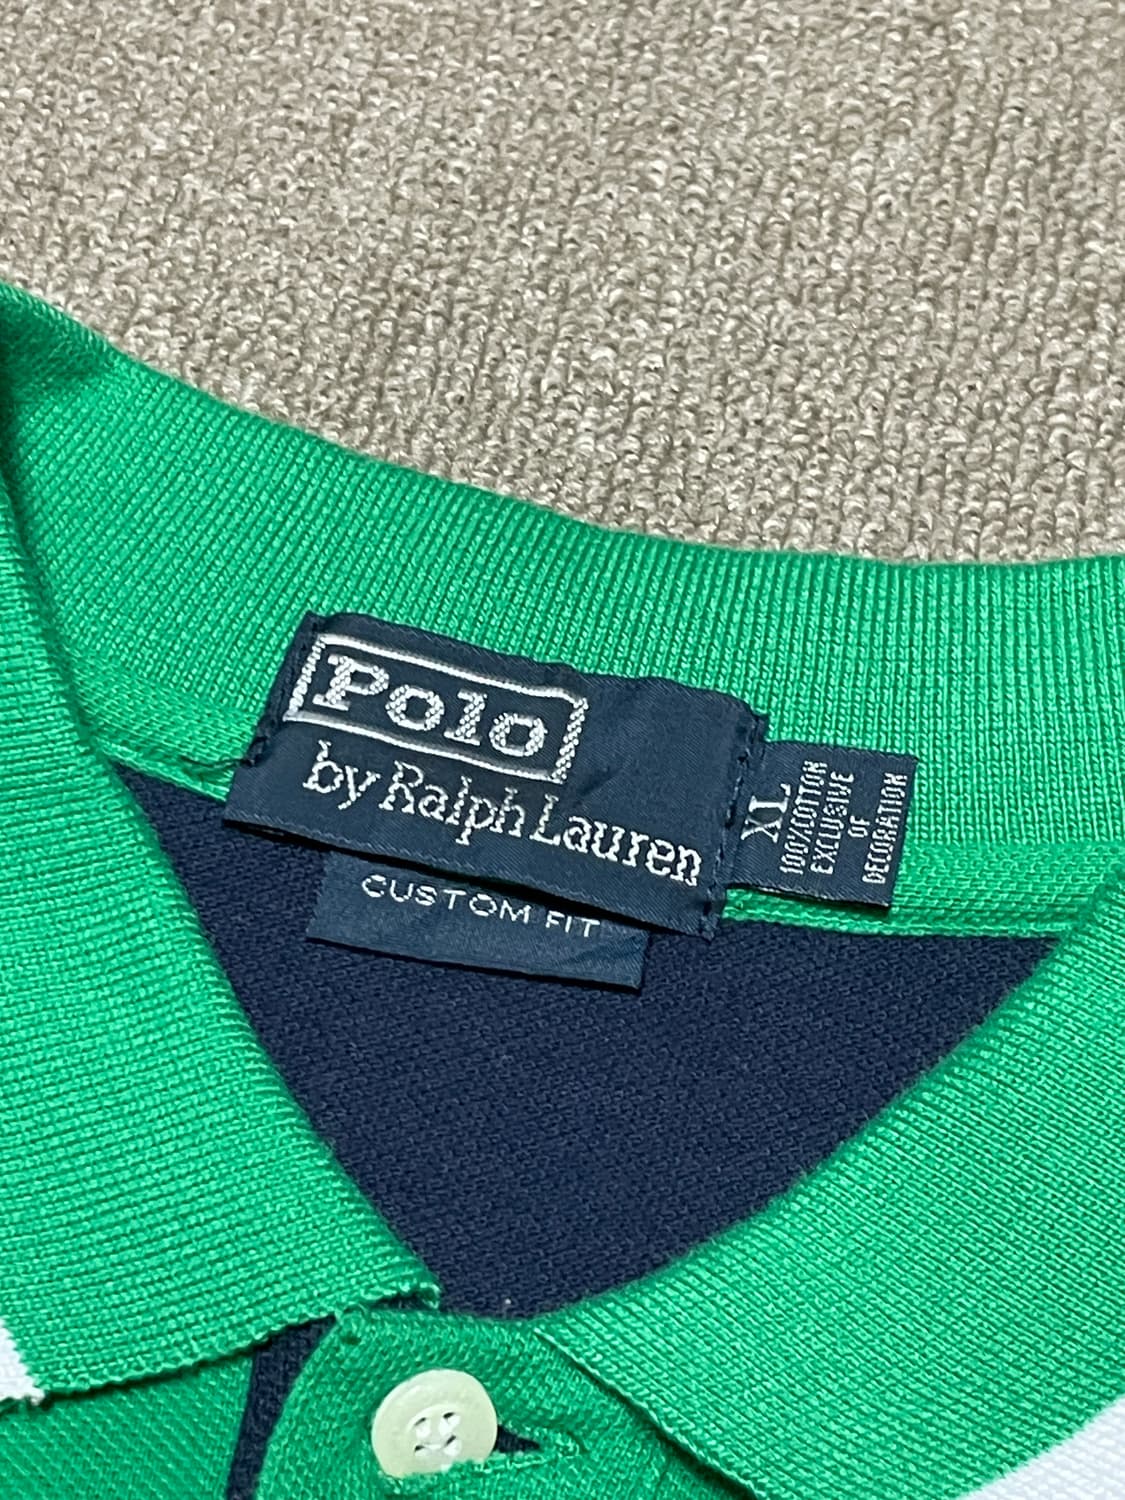 Polo
by Ralph Lauren
CUSTOM FIT
XL
100%COTTON
EXCLUSIVE
OF
DECORATION